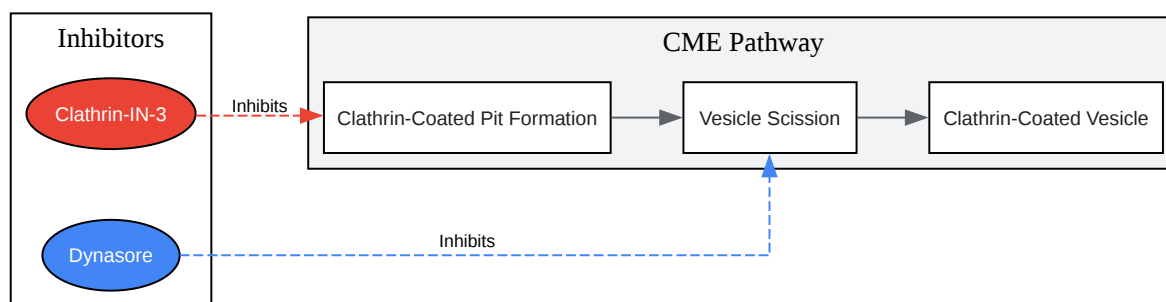 Inhibitors
CME Pathway
Clathrin-IN-3
Inhibits
Clathrin-Coated Pit Formation
Vesicle Scission
Clathrin-Coated Vesicle
Dynasore
Inhibits